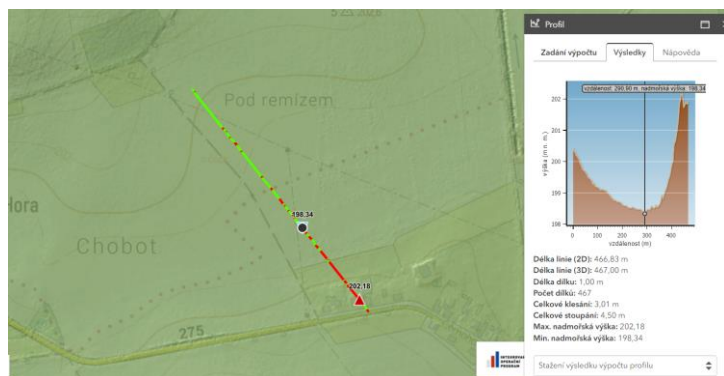 Pod remízem
Hora
Chobot
198,34
202,18
275
INTEGROVANÝ
OPERAČNÍ
PROGRAM
Profil
Zadání výpočtu
Výsledky
Nápověda
vzdálenost: 290,90 m, nadmořská výška: 198,34
výška (m n. m.)
202
201
200
199
198
0
100
200
300
400
vzdálenost (m)
Délka linie (2D): 466,83 m
Délka linie (3D): 467,00 m
Délka dílku: 1,00 m
Počet dílků: 467
Celkové klesání: 3,01 m
Celkové stoupání: 4,50 m
Max. nadmořská výška: 202,18
Min. nadmořská výška: 198,34
Stažení výsledku výpočtu profilu